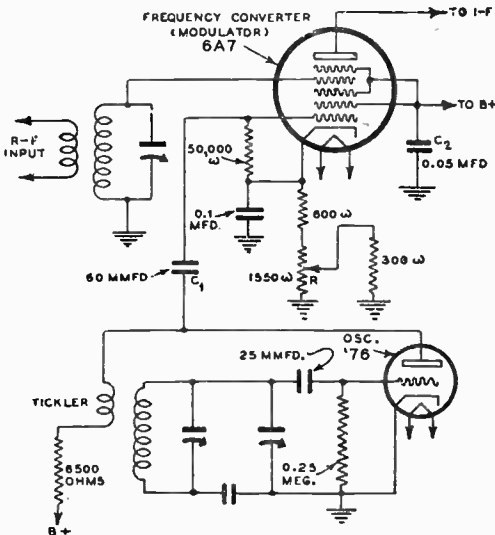 TO I-F
FREQUENCY CONVERTER
(MODULATOR)
6A7
TO B+
R-F
INPUT
50,000
ω
C2
0.05 MFD
0.1
MFD.
600 ω
60 MMFD
C1
1550 ω
R
300 ω
OSC.
'76
25 MMFD.
TICKLER
6500
OHMS
0.25
MEG.
B+